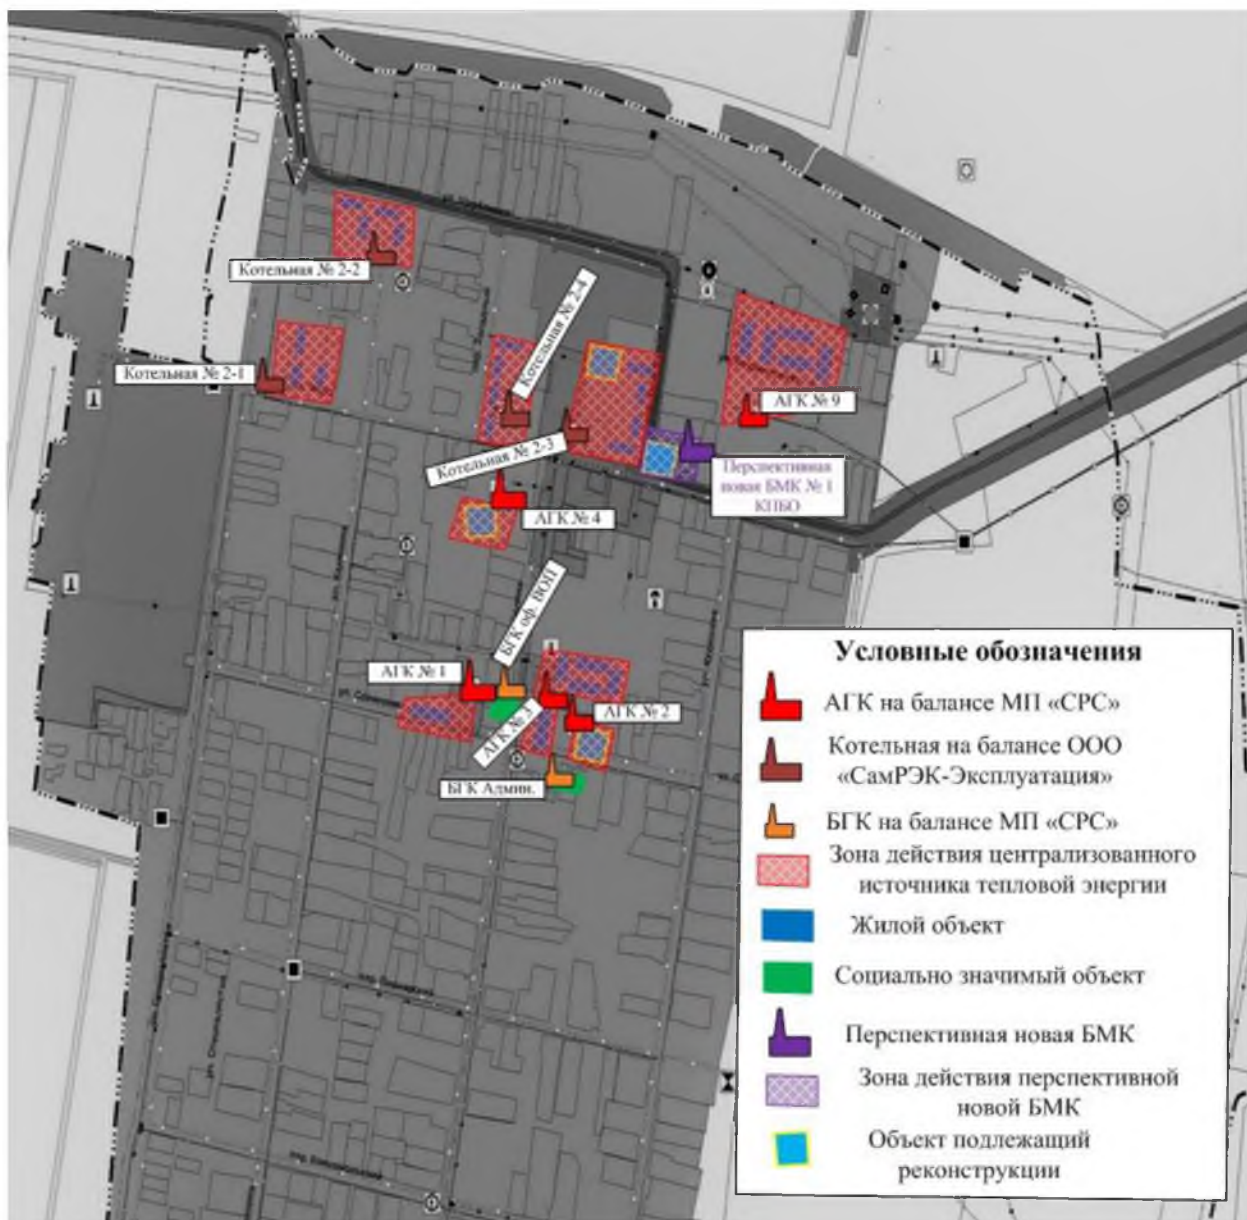 Котельная № 2-2
Котельная № 2-4
Котельная № 2-1
АГК № 9
Котельная № 2-3
Перспективная
новая БМК № 1
КПБО
АГК № 4
БГК оф. ВОП
АГК № 1
АГК № 3
АГК № 2
БГК Админ.
Условные обозначения
АГК на балансе МП «СРС»
Котельная на балансе ООО
«СамРЭК-Эксплуатация»
БГК на балансе МП «СРС»
Зона действия централизованного
источника тепловой энергии
Жилой объект
Социально значимый объект
Перспективная новая БМК
Зона действия перспективной
новой БМК
Объект подлежащий
реконструкции